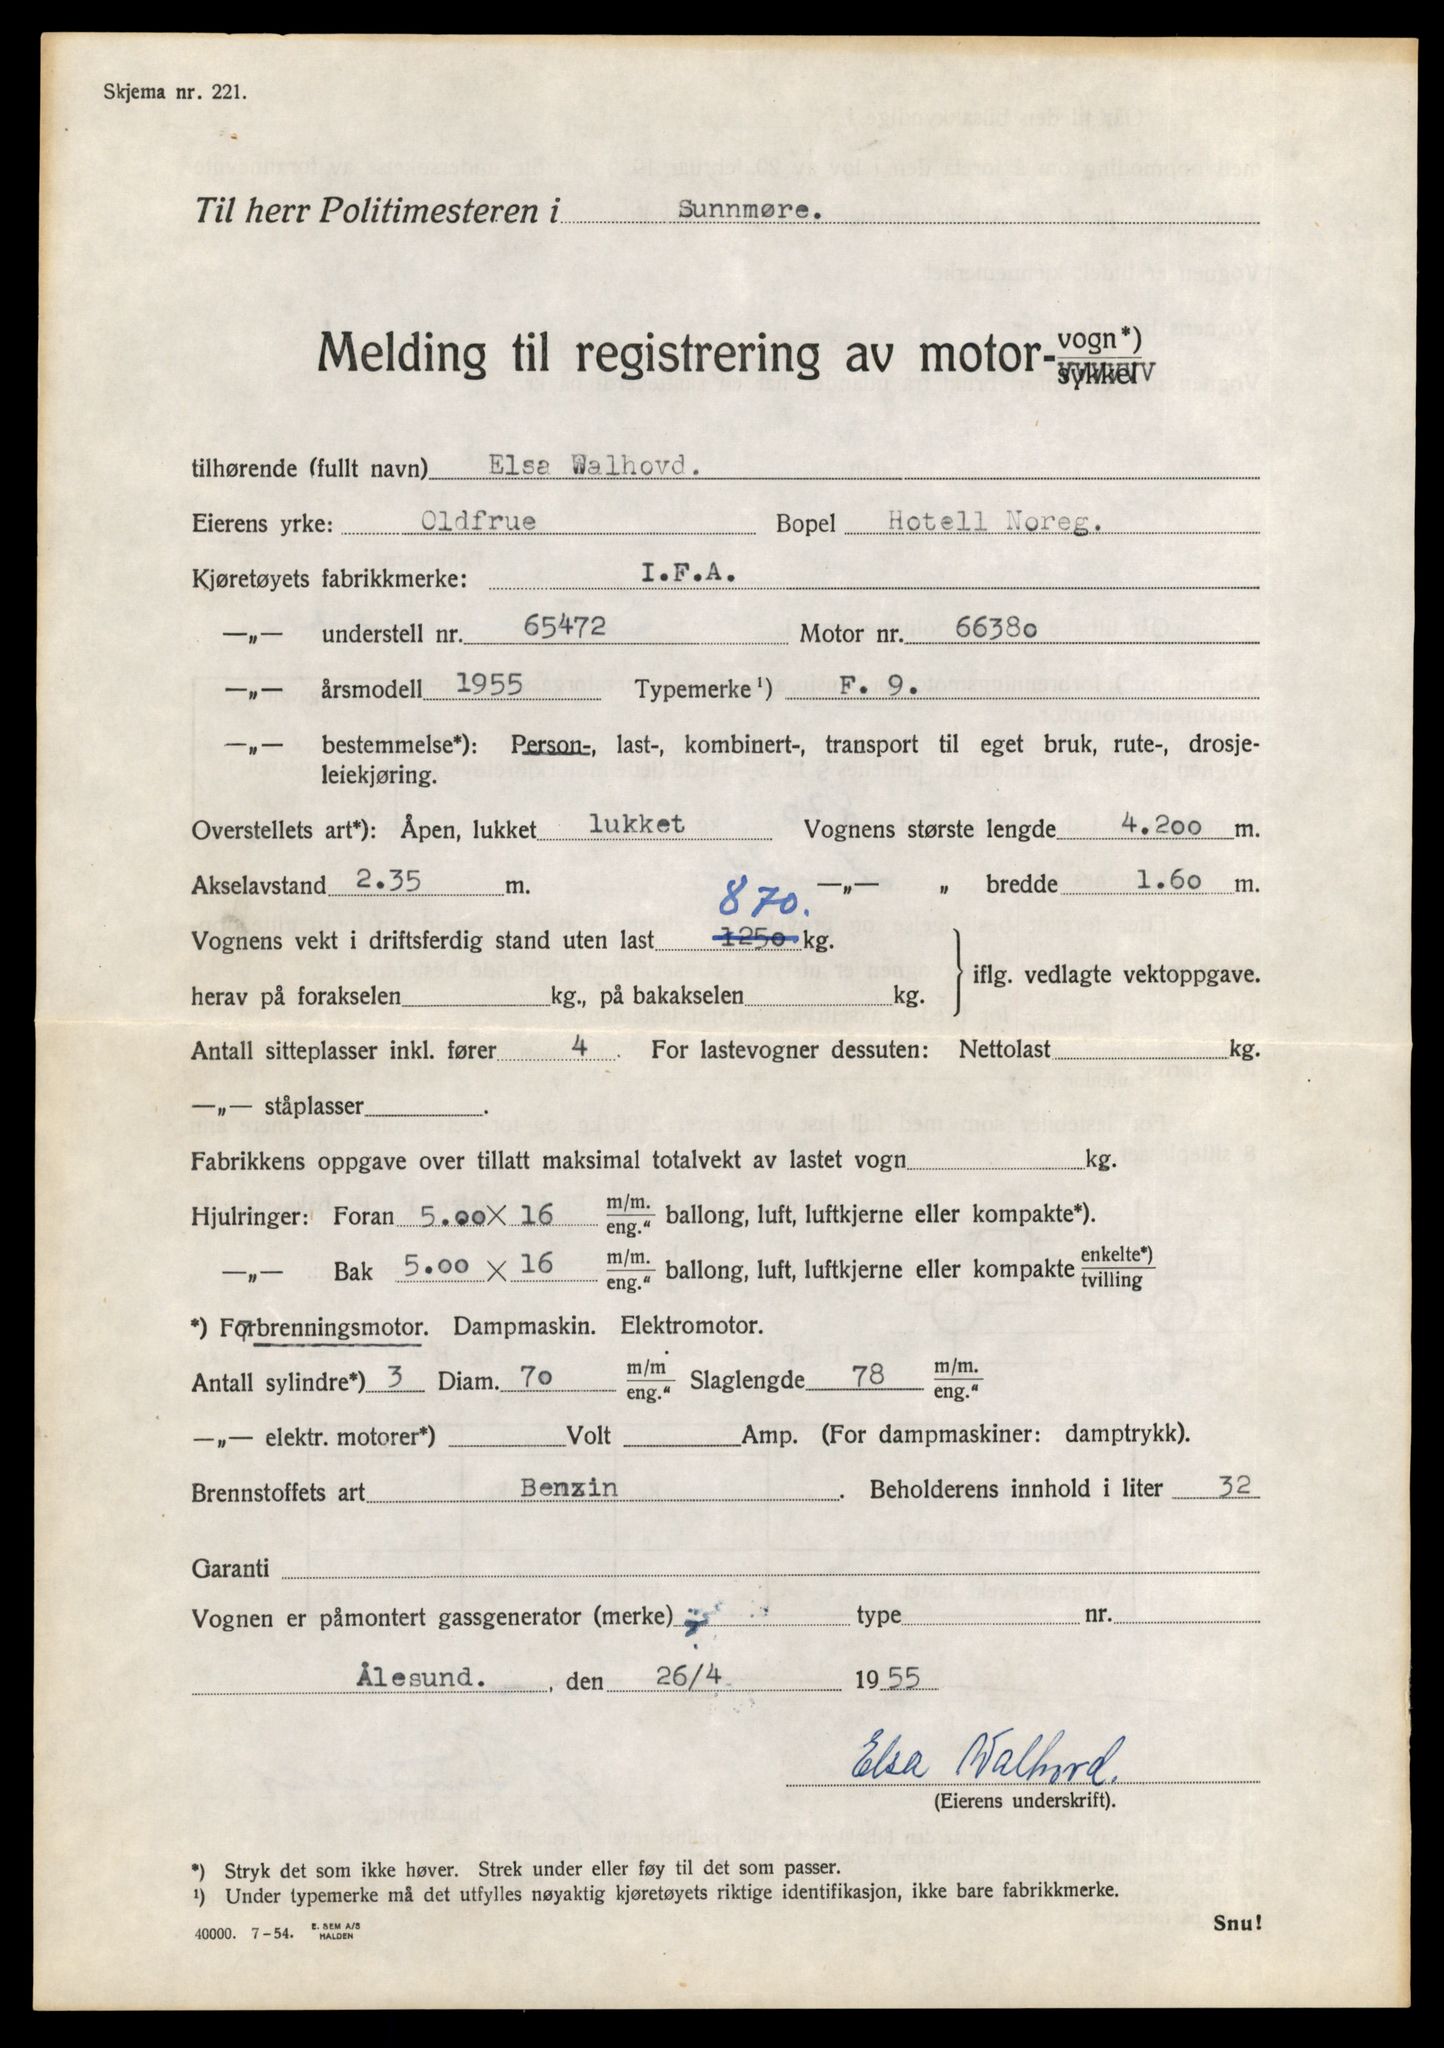 Skjema nr. 221.
Til herr Politimesteren i Sunnmøre.
Melding til registrering av motor-vogn*)
sykkel
tilhørende (fullt navn) Elsa Walhovd.
Eierens yrke: Oldfrue Bopel Hotell Noreg.
Kjøretøyets fabrikkmerke: I.F.A.
—„— understell nr. 65472 Motor nr. 66380
—„— årsmodell 1955 Typemerke¹) F. 9.
—„— bestemmelse*): Person-, last-, kombinert-, transport til eget bruk, rute-, drosje-
leiekjøring.
Overstellets art*): Åpen, lukket lukket Vognens største lengde 4.200 m.
Akselavstand 2.35 m. —„— „ bredde 1.60 m.
870.
Vognens vekt i driftsferdig stand uten last 1250 kg.
herav på forakselen kg., på bakakselen kg. } iflg. vedlagte vektoppgave.
Antall sitteplasser inkl. fører 4 . For lastevogner dessuten: Nettolast kg.
—„— ståplasser .
Fabrikkens oppgave over tillatt maksimal totalvekt av lastet vogn kg.
Hjulringer: Foran 5.00 X 16 m/m. eng.“ ballong, luft, luftkjerne eller kompakte*).
—„— Bak 5.00 X 16 m/m. eng.“ ballong, luft, luftkjerne eller kompakte enkelte*) tvilling
*) Forbrenningsmotor. Dampmaskin. Elektromotor.
Antall sylindre*) 3 Diam. 70 m/m eng.“ Slaglengde 78 m/m. eng.“
—„— elektr. motorer*) Volt Amp. (For dampmaskiner: damptrykk).
Brennstoffets art Benzin . Beholderens innhold i liter 32
Garanti
Vognen er påmontert gassgenerator (merke) type nr.
Ålesund. , den 26/4 1955
Elsa Walhovd.
(Eierens underskrift).
*) Stryk det som ikke høver. Strek under eller føy til det som passer.
¹) Under typemerke må det utfylles nøyaktig kjøretøyets riktige identifikasjon, ikke bare fabrikkmerke.
Snu!
40000. 7-54. E. SEM A/S
HALDEN